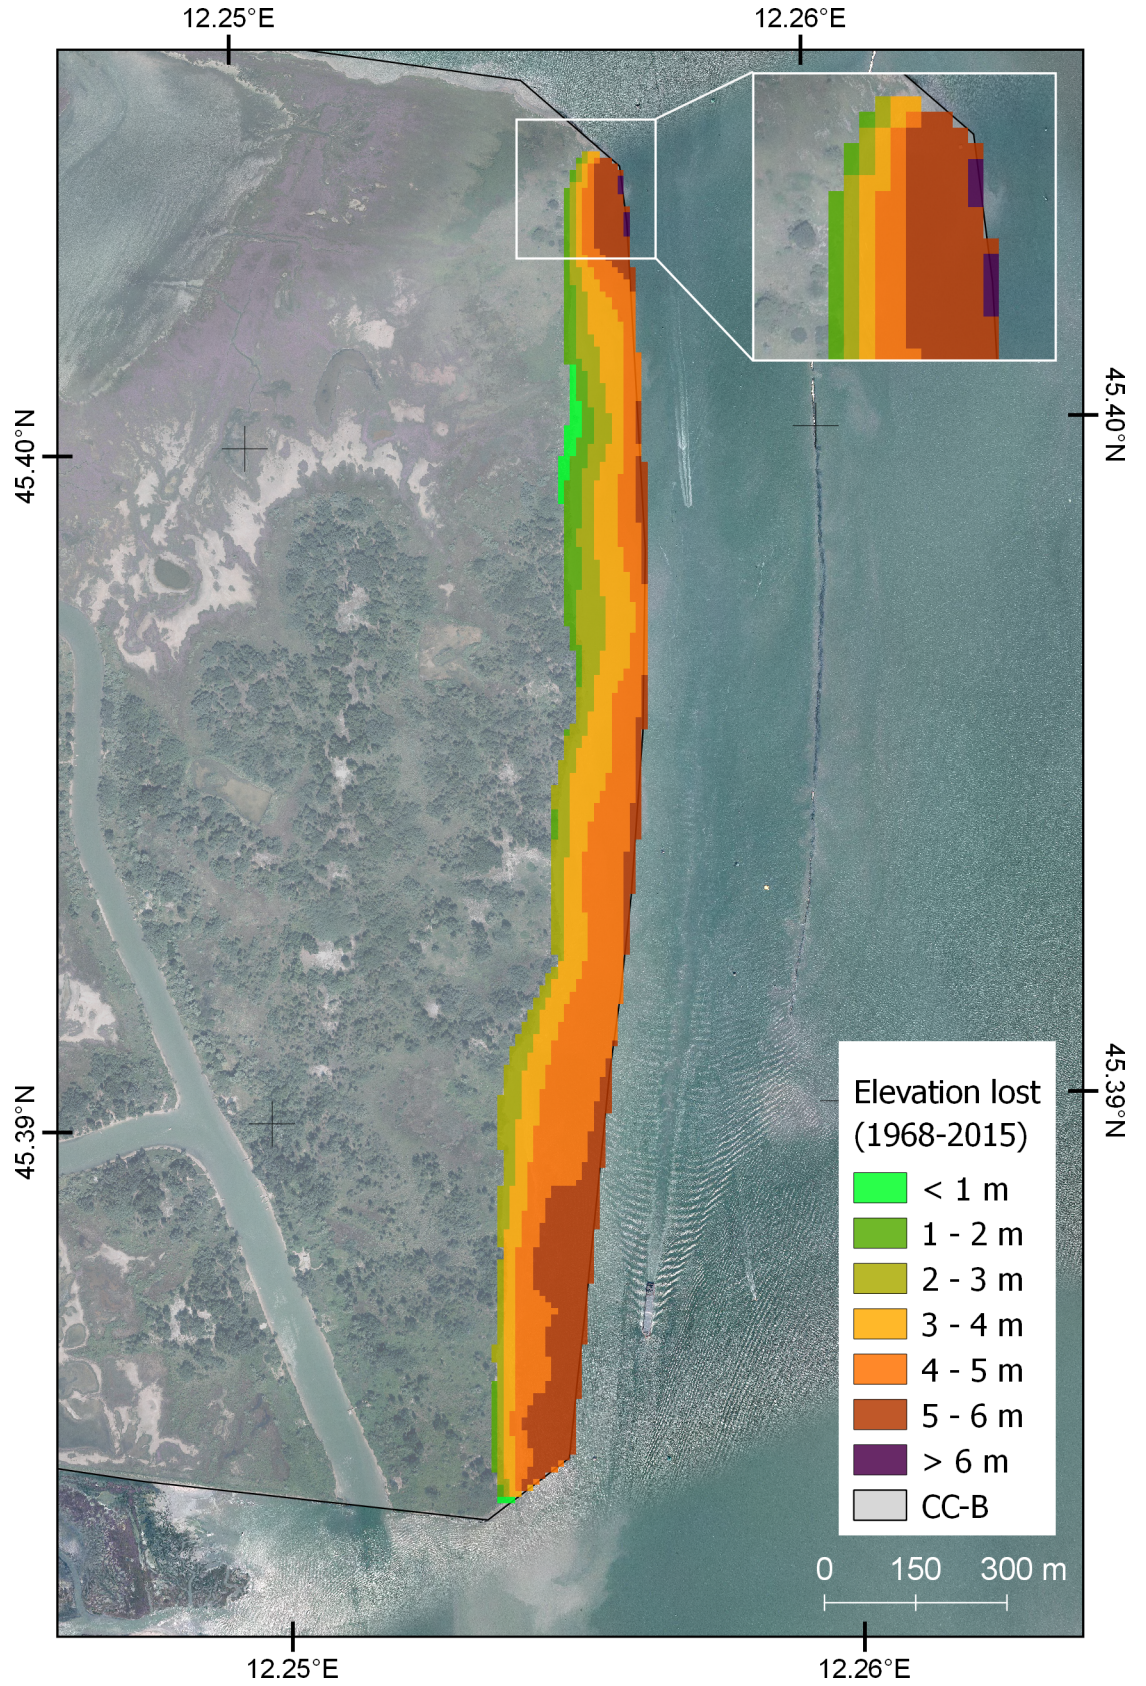 12.25°E
12.26°E
45.40°N
45.40°N
45.39°N
45.39°N
Elevation lost
(1968-2015)
< 1 m
1 - 2 m
2 - 3 m
3 - 4 m
4 - 5 m
5 - 6 m
> 6 m
CC-B
0 150 300 m
12.25°E
12.26°E